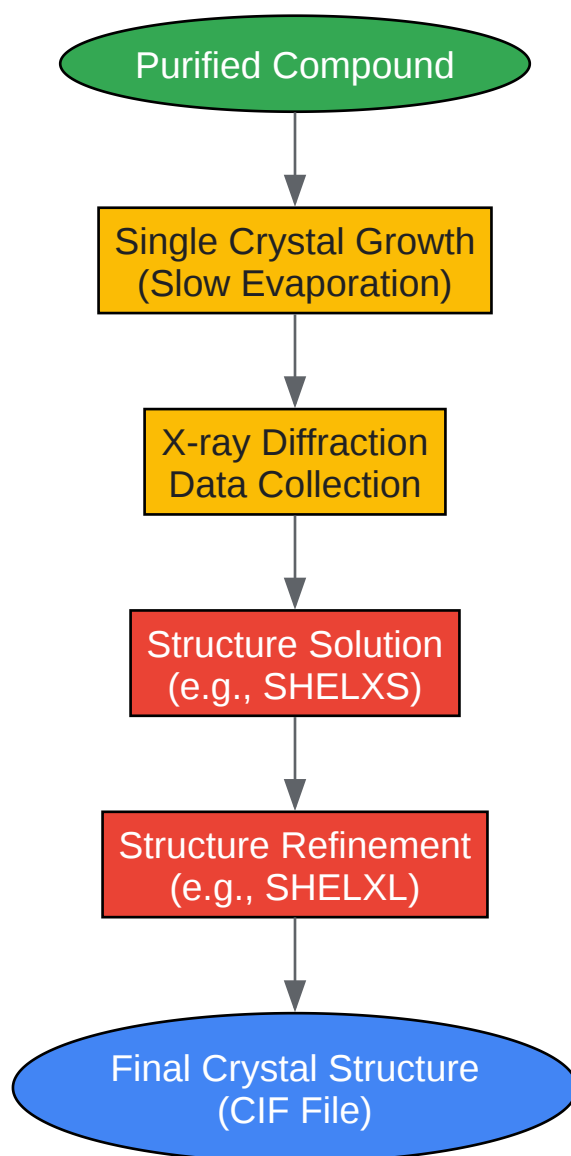 Purified Compound
Single Crystal Growth
(Slow Evaporation)
X-ray Diffraction
Data Collection
Structure Solution
(e.g., SHELXS)
Structure Refinement
(e.g., SHELXL)
Final Crystal Structure
(CIF File)